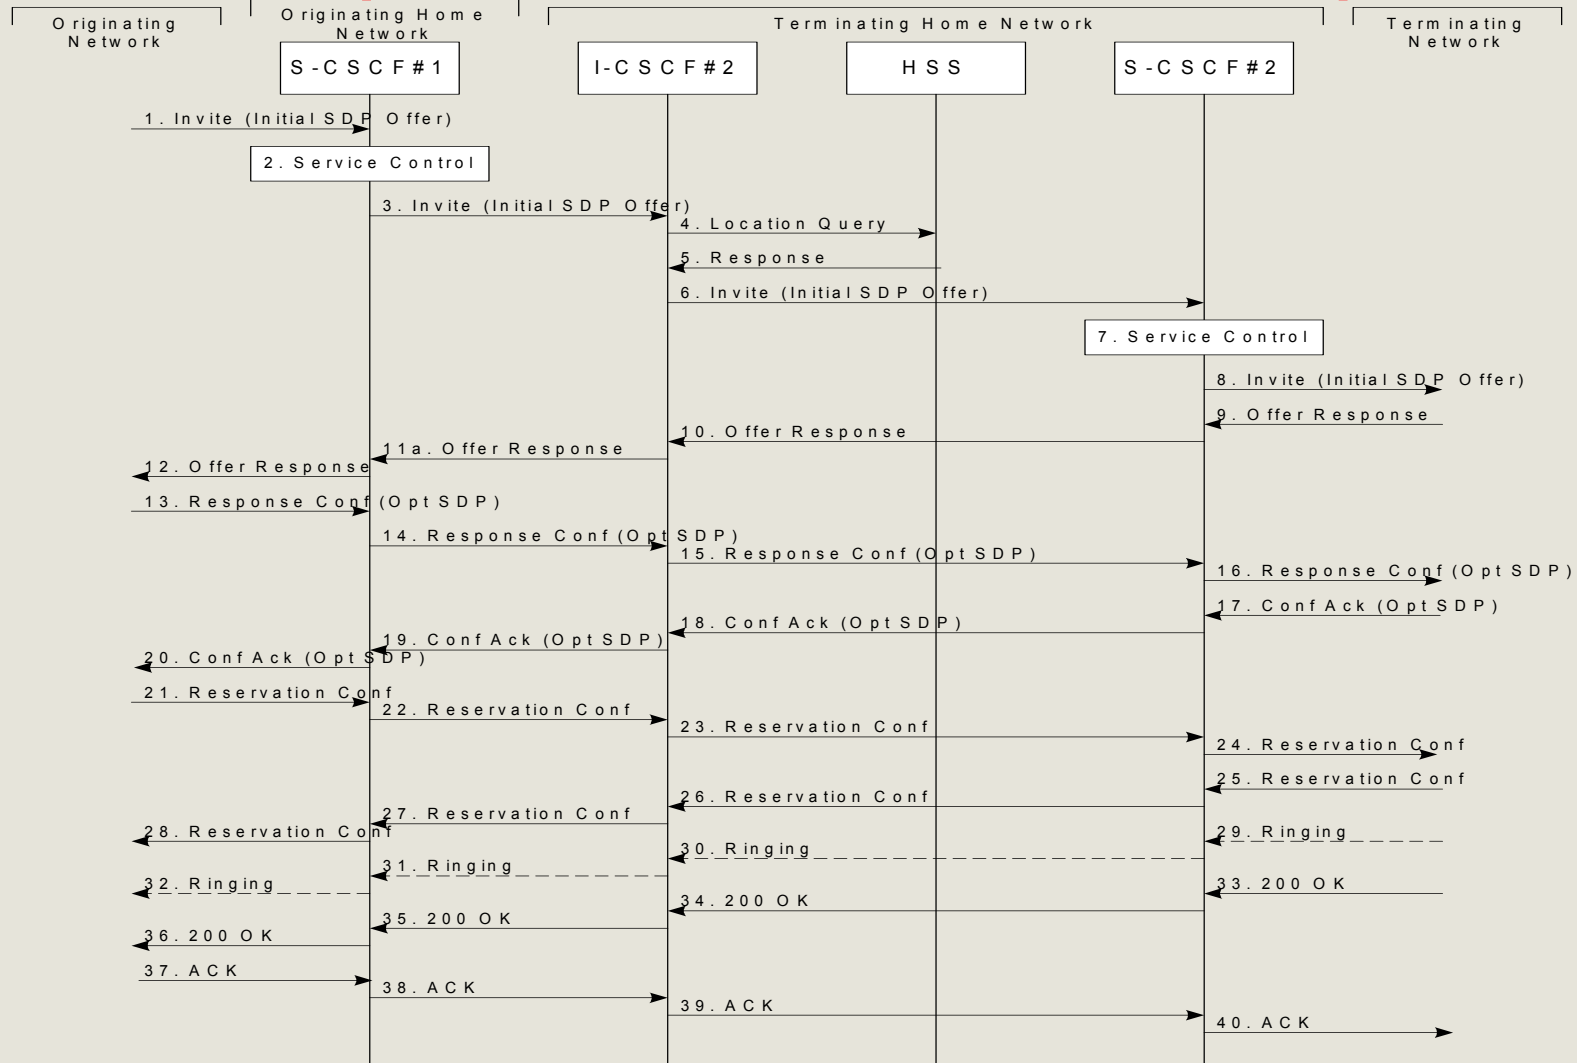 Originating
Network
Originating Home
Network
Terminating Home Network
Terminating
Network
S-CSCF#1
I-CSCF#2
HSS
S-CSCF#2
1. Invite (Initial SDP Offer)
2. Service Control
3. Invite (Initial SDP Offer)
4. Location Query
5. Response
6. Invite (Initial SDP Offer)
7. Service Control
8. Invite (Initial SDP Offer)
9. Offer Response
10. Offer Response
11a. Offer Response
12. Offer Response
13. Response Conf (Opt SDP)
14. Response Conf (Opt SDP)
15. Response Conf (Opt SDP)
16. Response Conf (Opt SDP)
17. Conf Ack (Opt SDP)
18. Conf Ack (Opt SDP)
19. Conf Ack (Opt SDP)
20. Conf Ack (Opt SDP)
21. Reservation Conf
22. Reservation Conf
23. Reservation Conf
24. Reservation Conf
25. Reservation Conf
26. Reservation Conf
27. Reservation Conf
28. Reservation Conf
29. Ringing
30. Ringing
31. Ringing
32. Ringing
33. 200 OK
34. 200 OK
35. 200 OK
36. 200 OK
37. ACK
38. ACK
39. ACK
40. ACK